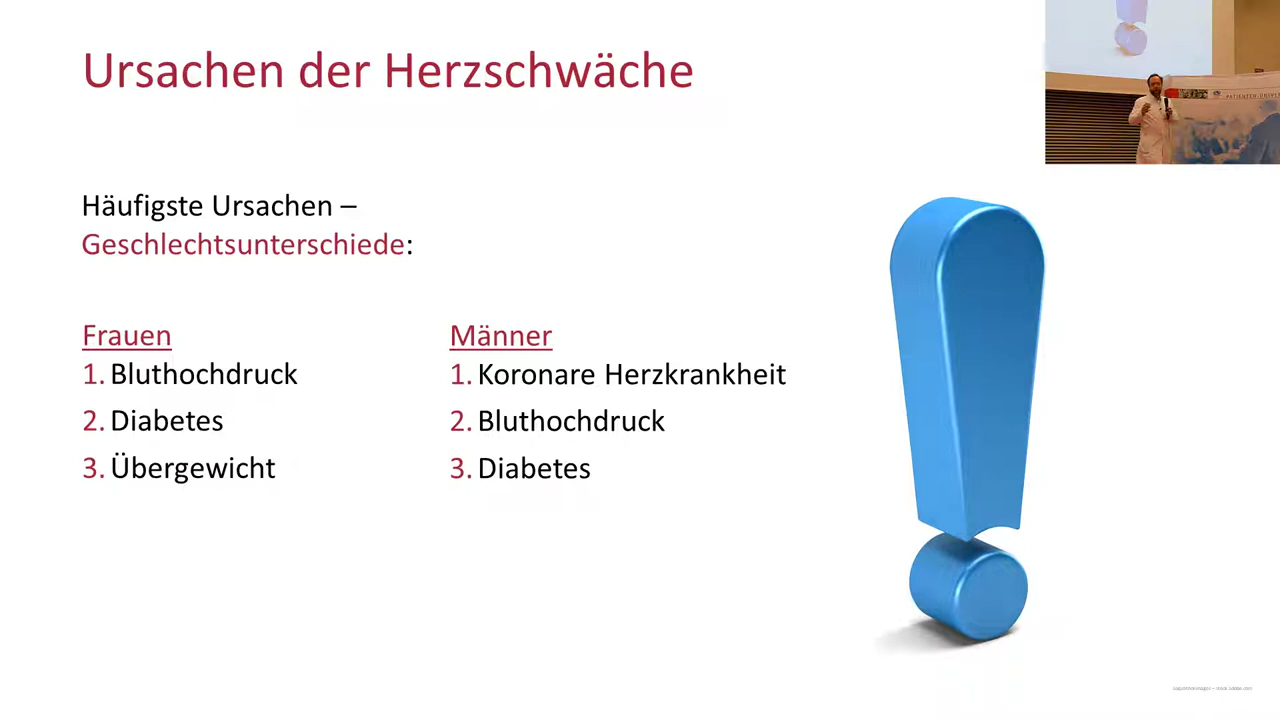 Ursachen der Herzschwäche
Häufigste Ursachen –
Geschlechtsunterschiede:
Frauen
1. Bluthochdruck
2. Diabetes
3. Übergewicht
Männer
1. Koronare Herzkrankheit
2. Bluthochdruck
3. Diabetes